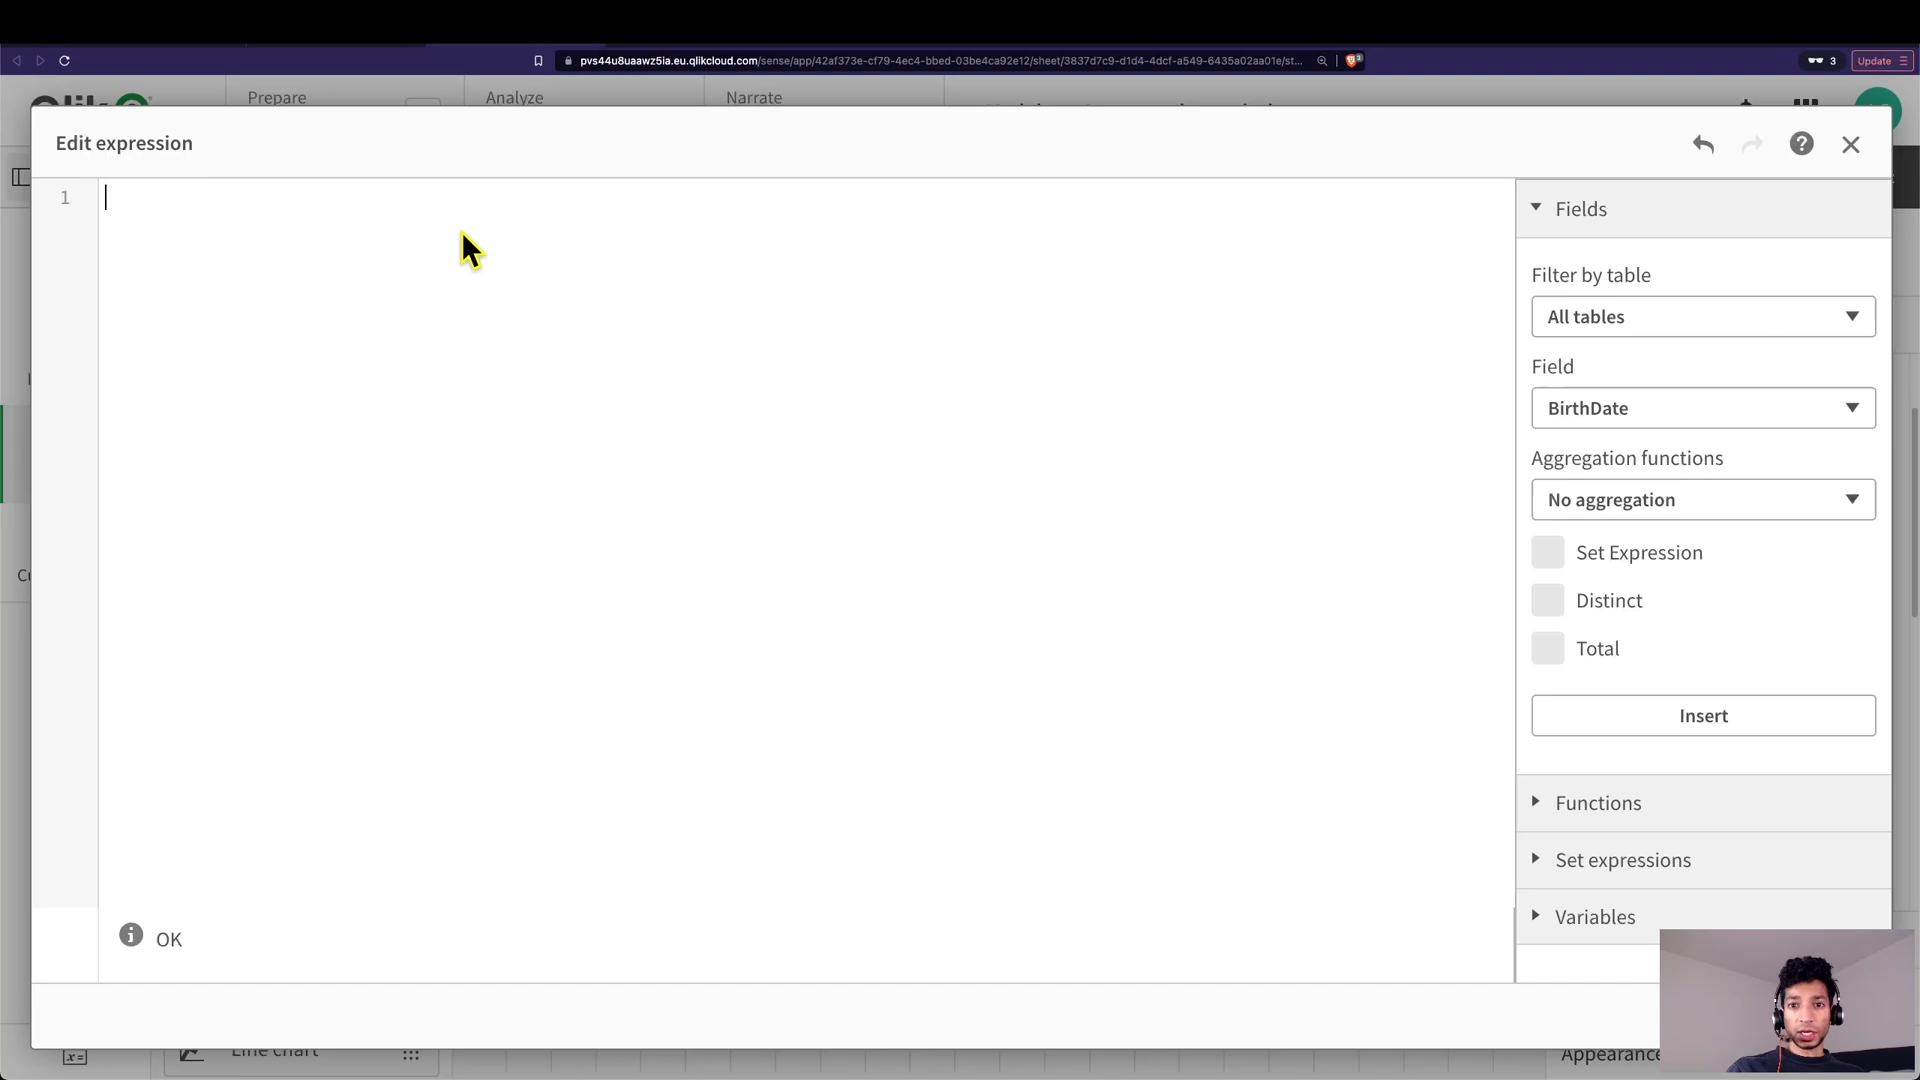 pvs44u8uaawz5ia.eu.qlikcloud.com/sense/app/42af373e-cf79-4ec4-bbed-03be4ca92e12/sheet/3837d7c9-d1d4-4dcf-a549-6435a02aa01e/st...
3
Update
Qlik
Prepare
Analyze
Narrate
Edit expression
1
Fields
Filter by table
All tables
Field
BirthDate
Aggregation functions
No aggregation
Set Expression
Distinct
Total
Insert
Functions
Set expressions
Variables
OK
Line chart
Appearance